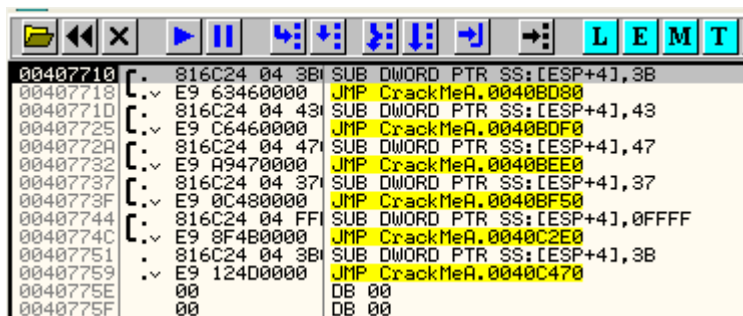 L E M T
00407710 . 816C24 04 3B SUB DWORD PTR SS:[ESP+4],3B
00407718 . E9 63460000 JMP CrackMeA.0040BD80
0040771D . 816C24 04 43 SUB DWORD PTR SS:[ESP+4],43
00407725 . E9 C6460000 JMP CrackMeA.0040BDF0
0040772A . 816C24 04 47 SUB DWORD PTR SS:[ESP+4],47
00407732 . E9 A9470000 JMP CrackMeA.0040BEE0
00407737 . 816C24 04 37 SUB DWORD PTR SS:[ESP+4],37
0040773F . E9 0C480000 JMP CrackMeA.0040BF50
00407744 . 816C24 04 FF SUB DWORD PTR SS:[ESP+4],0FFFF
0040774C . E9 8F4B0000 JMP CrackMeA.0040C2E0
00407751 . 816C24 04 3B SUB DWORD PTR SS:[ESP+4],3B
00407759 . E9 124D0000 JMP CrackMeA.0040C470
0040775E 00 DB 00
0040775F 00 DB 00